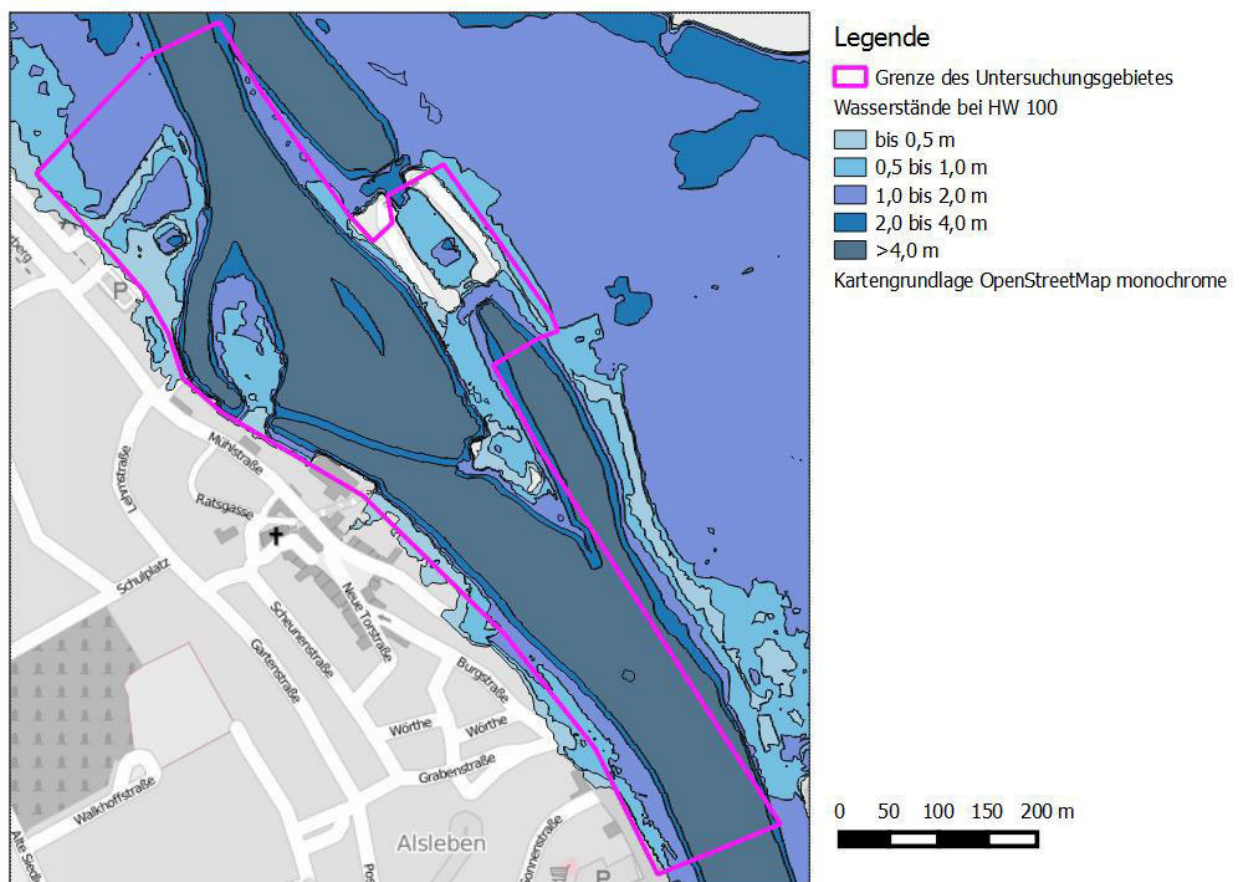 Legende
Grenze des Untersuchungsgebietes
Wasserstände bei HW 100
bis 0,5 m
0,5 bis 1,0 m
1,0 bis 2,0 m
2,0 bis 4,0 m
>4,0 m
Kartengrundlage OpenStreetMap monochrome
P
Mühlstraße
Lehmstraße
Ratsgasse
Schulplatz
Neue Torstraße
Scheunenstraße
Gartenstraße
Burgstraße
Wörthe
Wörthe
Grabenstraße
Walkhoffstraße
Alsleben
P
0 50 100 150 200 m